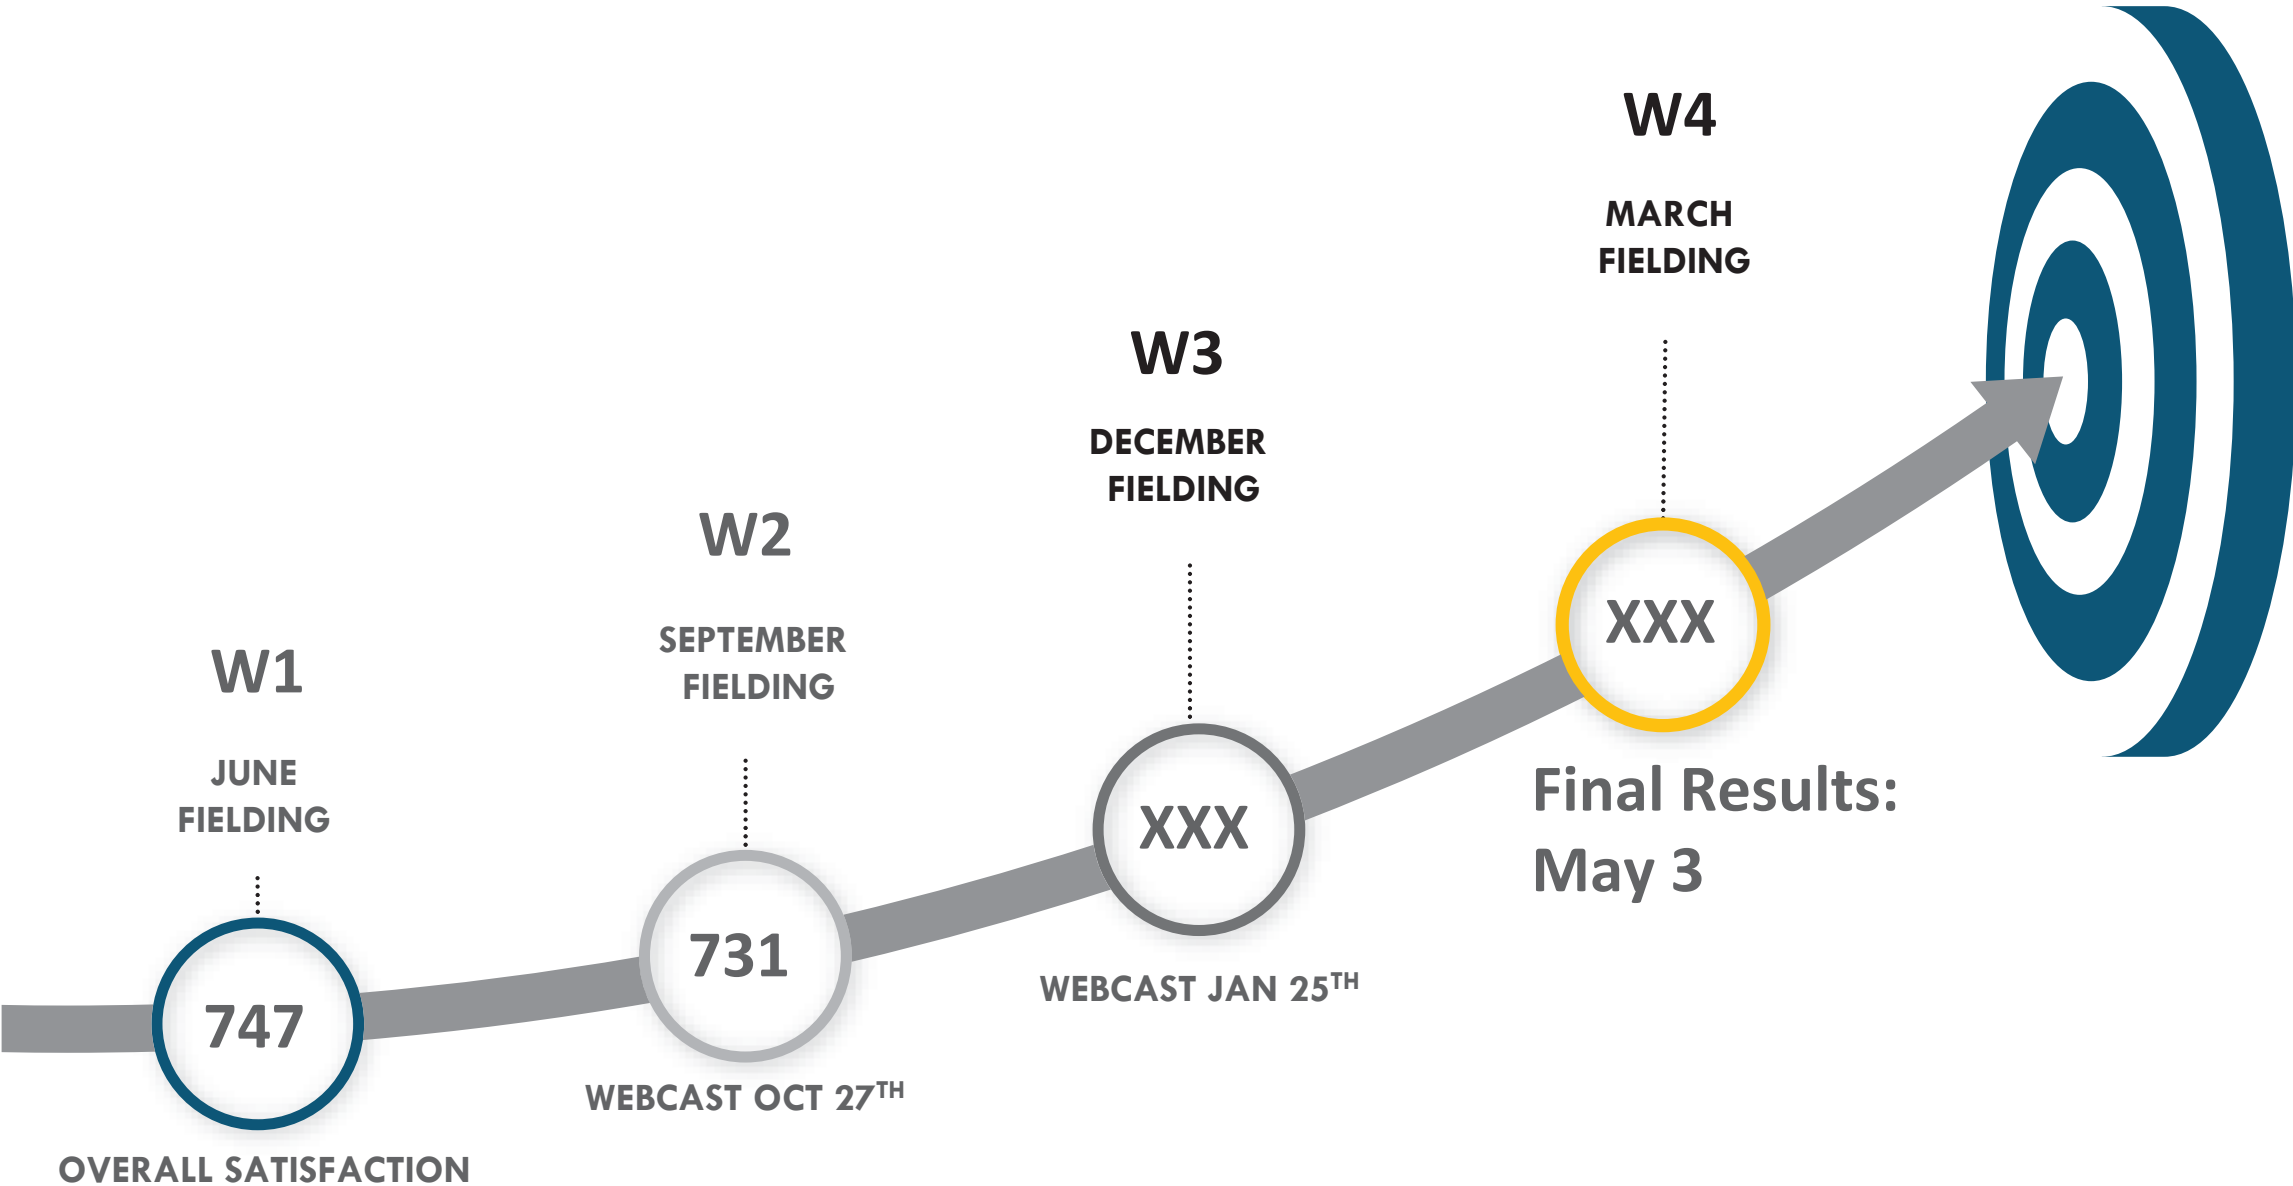 W1
JUNE
FIELDING
747
OVERALL SATISFACTION
W2
SEPTEMBER
FIELDING
731
WEBCAST OCT 27TH
W3
DECEMBER
FIELDING
XXX
WEBCAST JAN 25TH
W4
MARCH
FIELDING
XXX
Final Results:
May 3